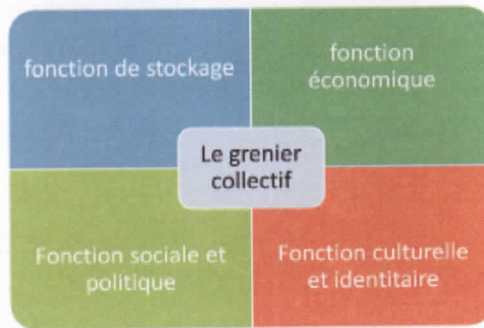 fonction de stockage
fonction
économique
Le grenier
collectif
Fonction sociale et
politique
Fonction culturelle
et identitaire